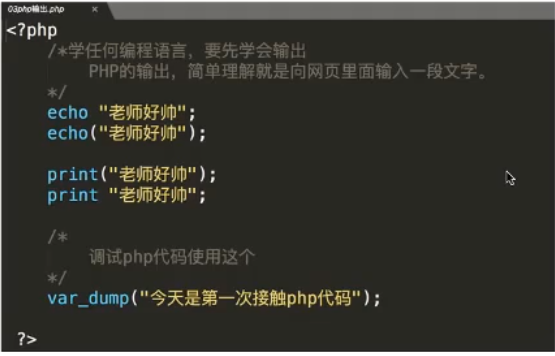 03php输出.php ×
<?php
/*学任何编程语言，要先学会输出
PHP的输出，简单理解就是向网页里面输入一段文字。
*/
echo "老师好帅";
echo("老师好帅");
print("老师好帅");
print "老师好帅";
/*
调试php代码使用这个
*/
var_dump("今天是第一次接触php代码");
?>